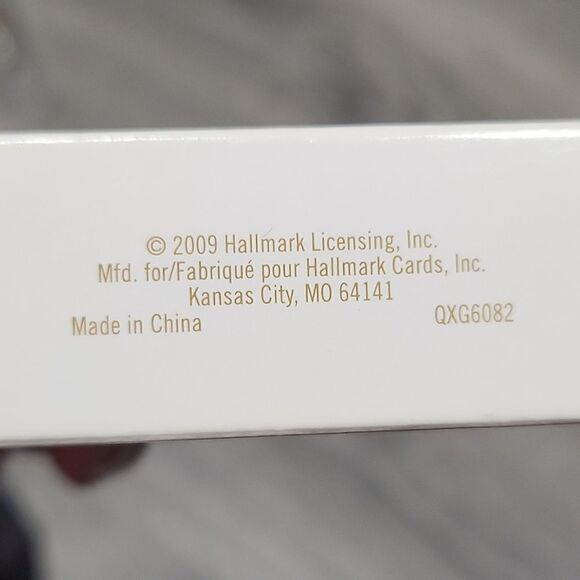 © 2009 Hallmark Licensing, Inc.
Mfd. for/Fabriqué pour Hallmark Cards, Inc.
Kansas City, MO 64141
Made in China QXG6082